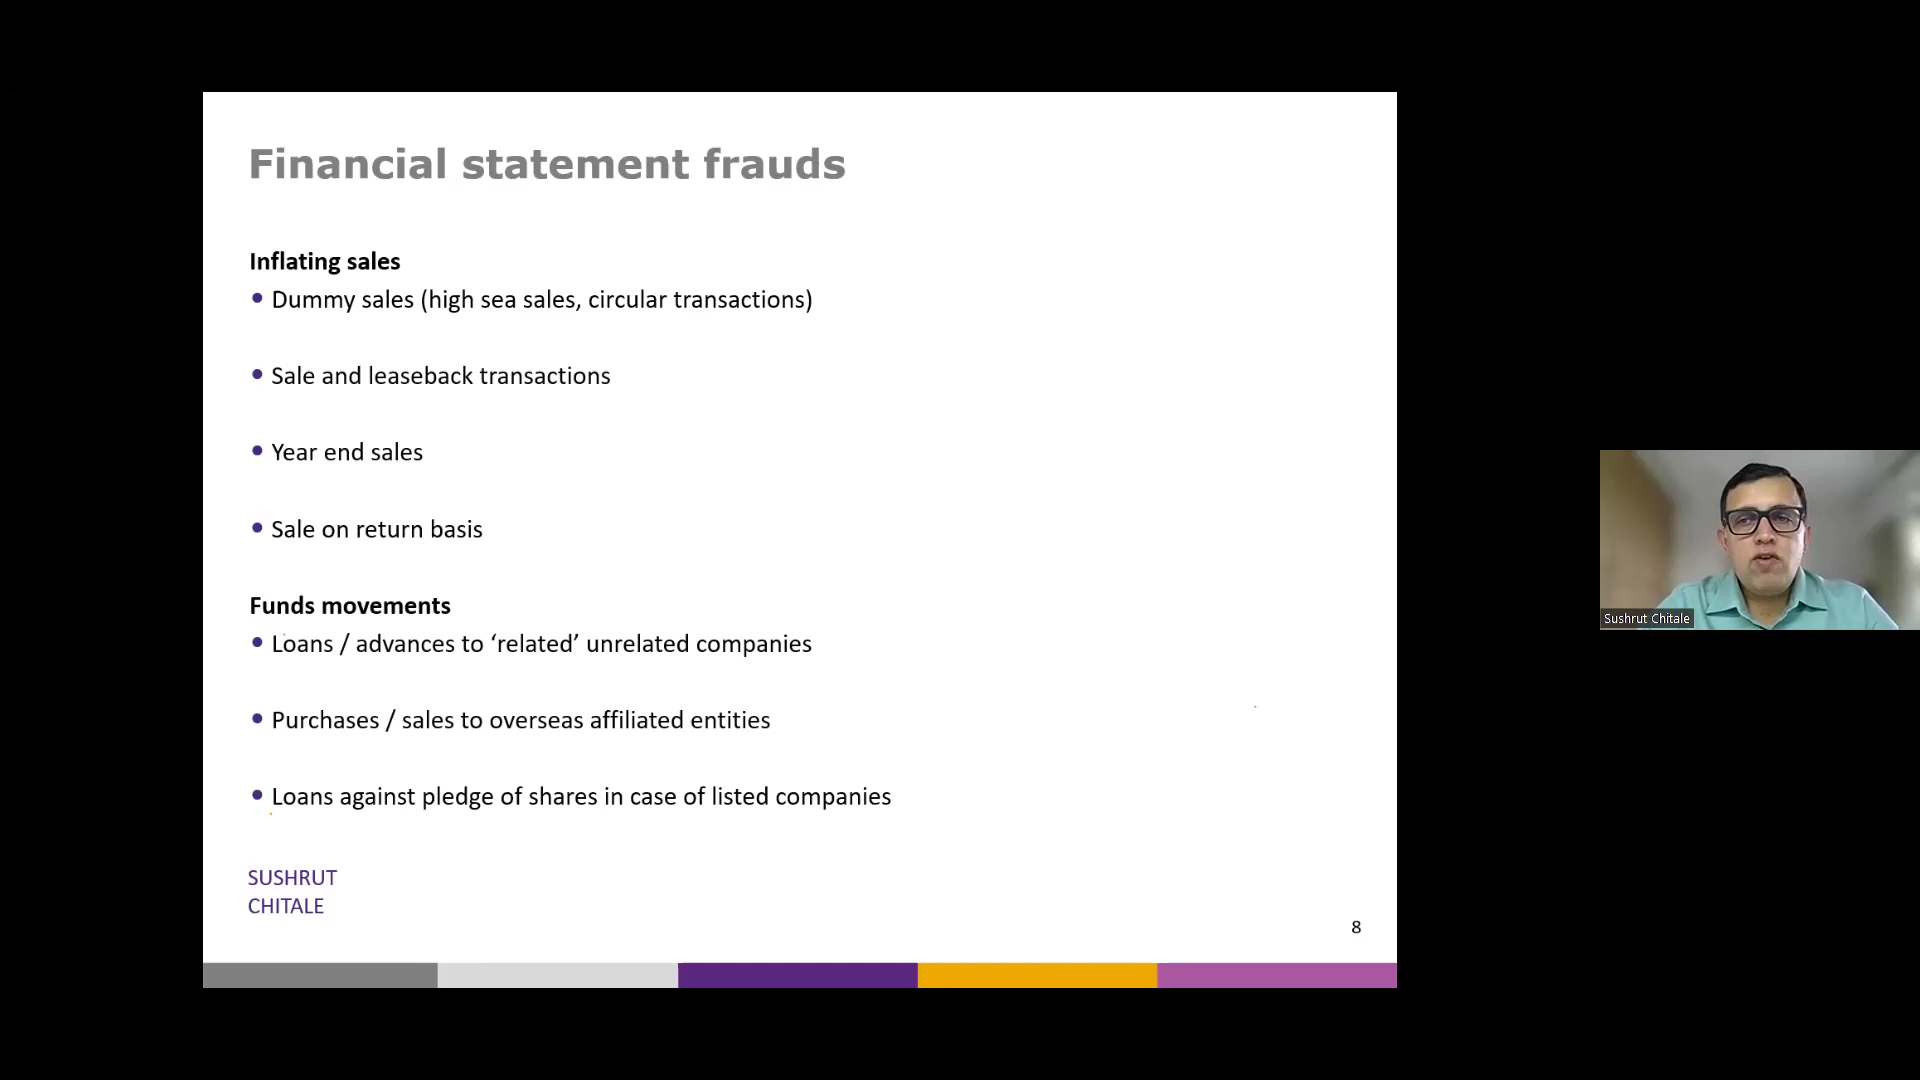 Financial statement frauds
Inflating sales
• Dummy sales (high sea sales, circular transactions)
• Sale and leaseback transactions
• Year end sales
• Sale on return basis
Funds movements
• Loans / advances to ‘related’ unrelated companies
• Purchases / sales to overseas affiliated entities
• Loans against pledge of shares in case of listed companies
SUSHRUT
CHITALE
8
Sushrut Chitale